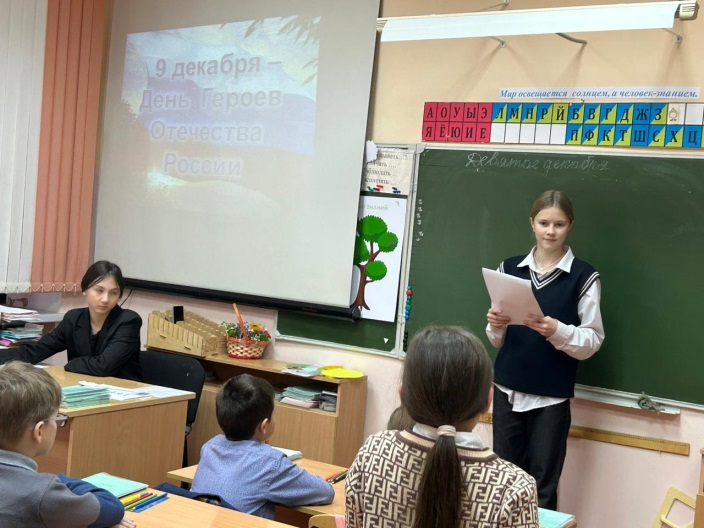 9 декабря –
День Героев
Отечества
России
Мир освещается солнцем, а человек-знанием.
А О У Ы Э Л М Н Р Й Б В Г Д Ж З
Я Ё Ю И Е П Ф К Т Ш С Х Ц
Девятое декабря